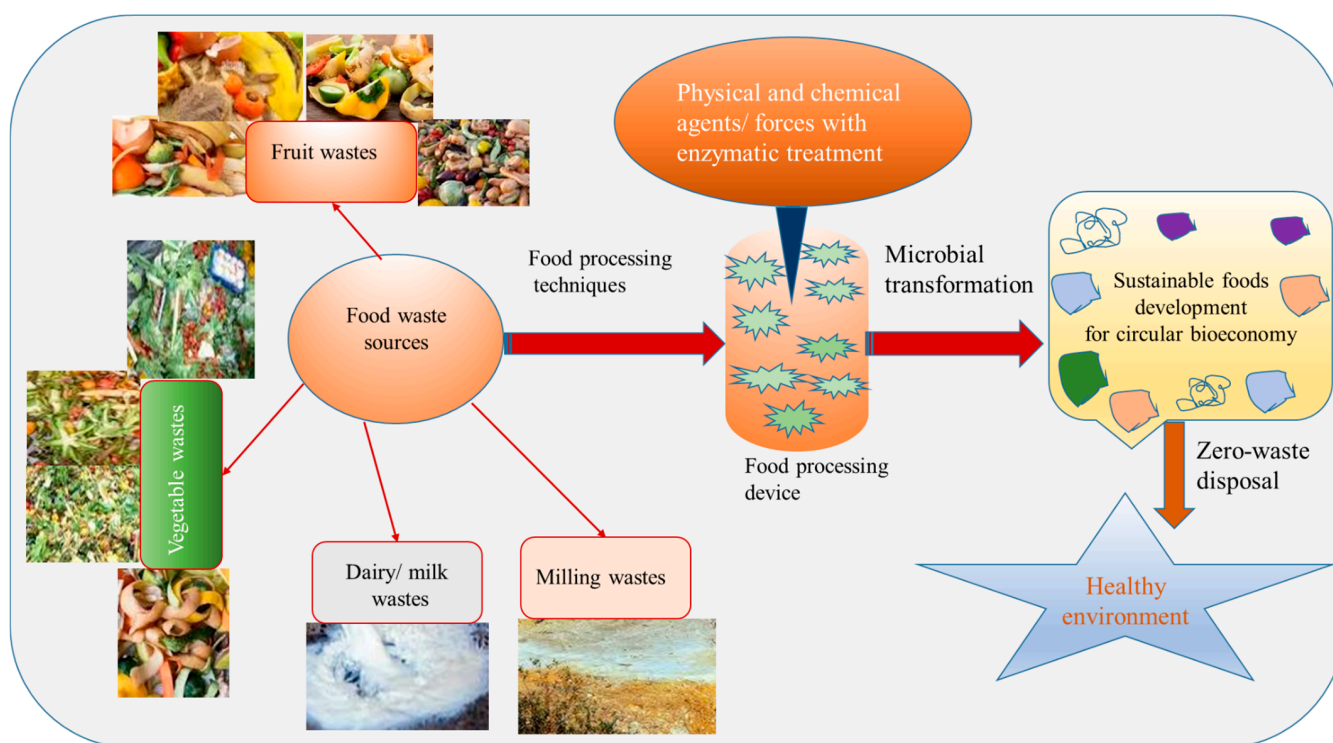 Fruit wastes
Physical and chemical
agents/ forces with
enzymatic treatment
Food processing
techniques
Microbial
transformation
Food waste
sources
Sustainable foods
development
for circular bioeconomy
Vegetable wastes
Food processing
device
Zero-waste
disposal
Dairy/ milk
wastes
Milling wastes
Healthy
environment